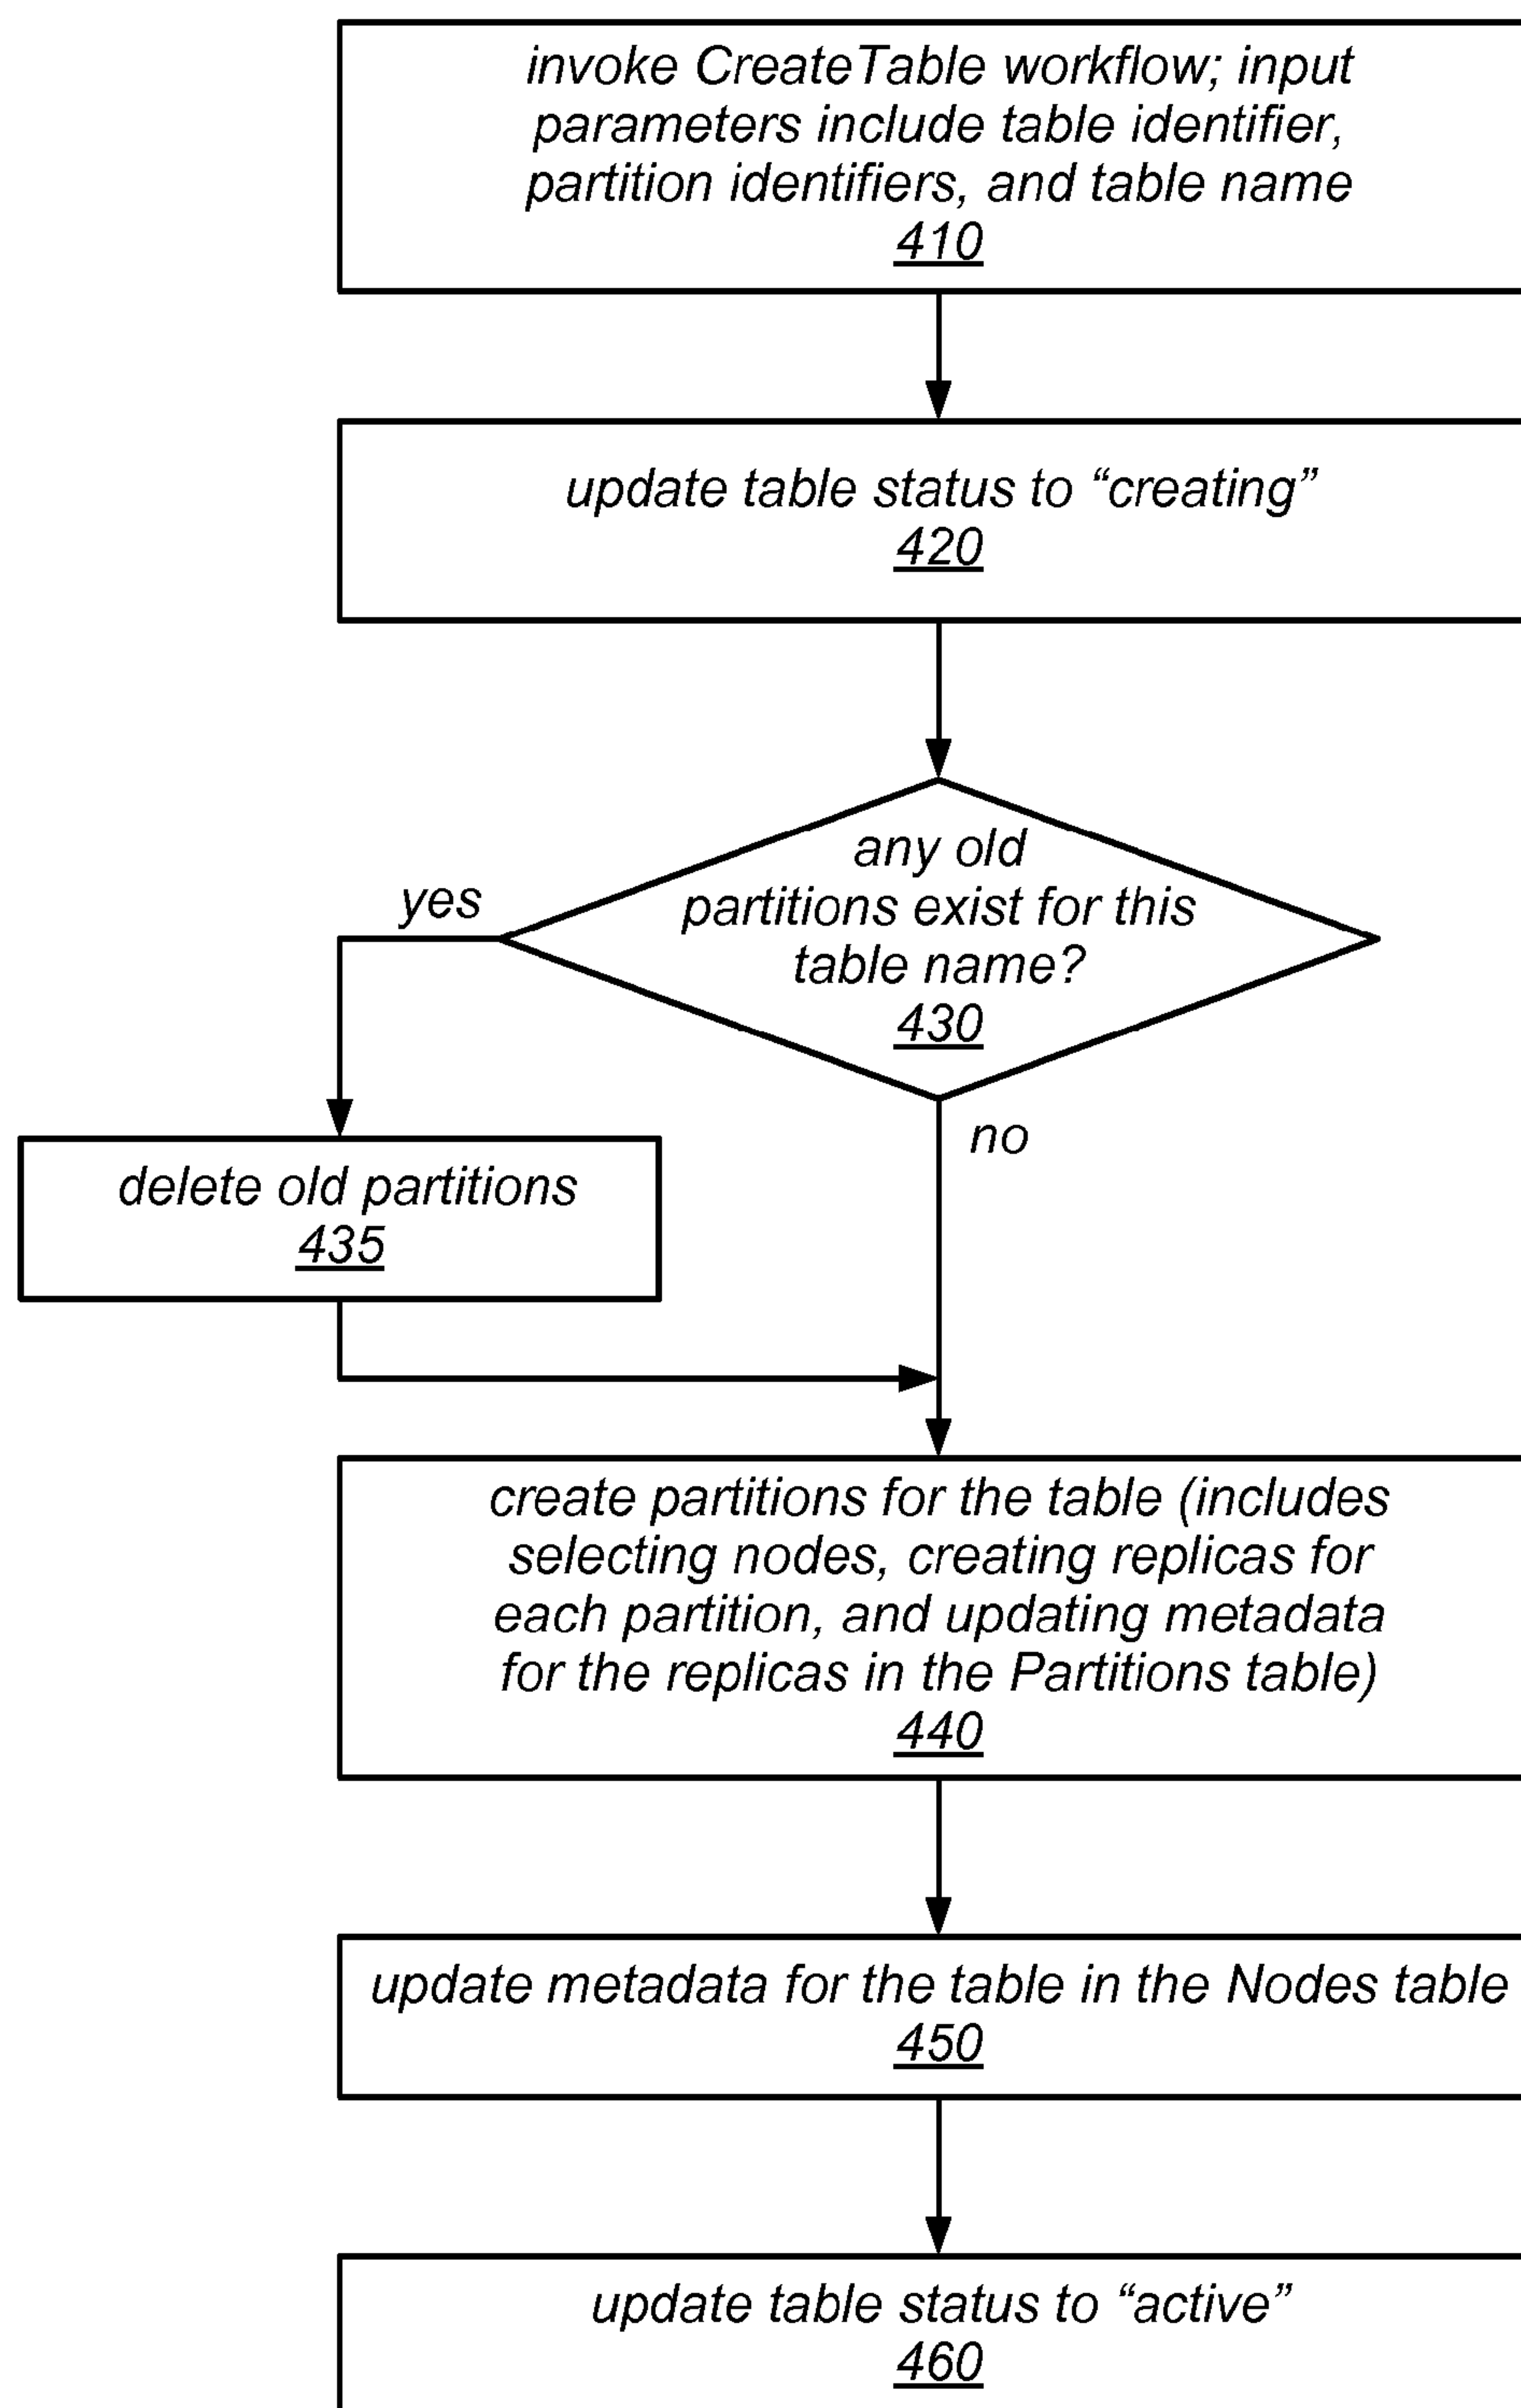 invoke CreateTable workflow; input
parameters include table identifier,
partition identifiers, and table name
410
update table status to “creating”
420
any old
partitions exist for this
table name?
430
yes
no
delete old partitions
435
create partitions for the table (includes
selecting nodes, creating replicas for
each partition, and updating metadata
for the replicas in the Partitions table)
440
update metadata for the table in the Nodes table
450
update table status to “active”
460